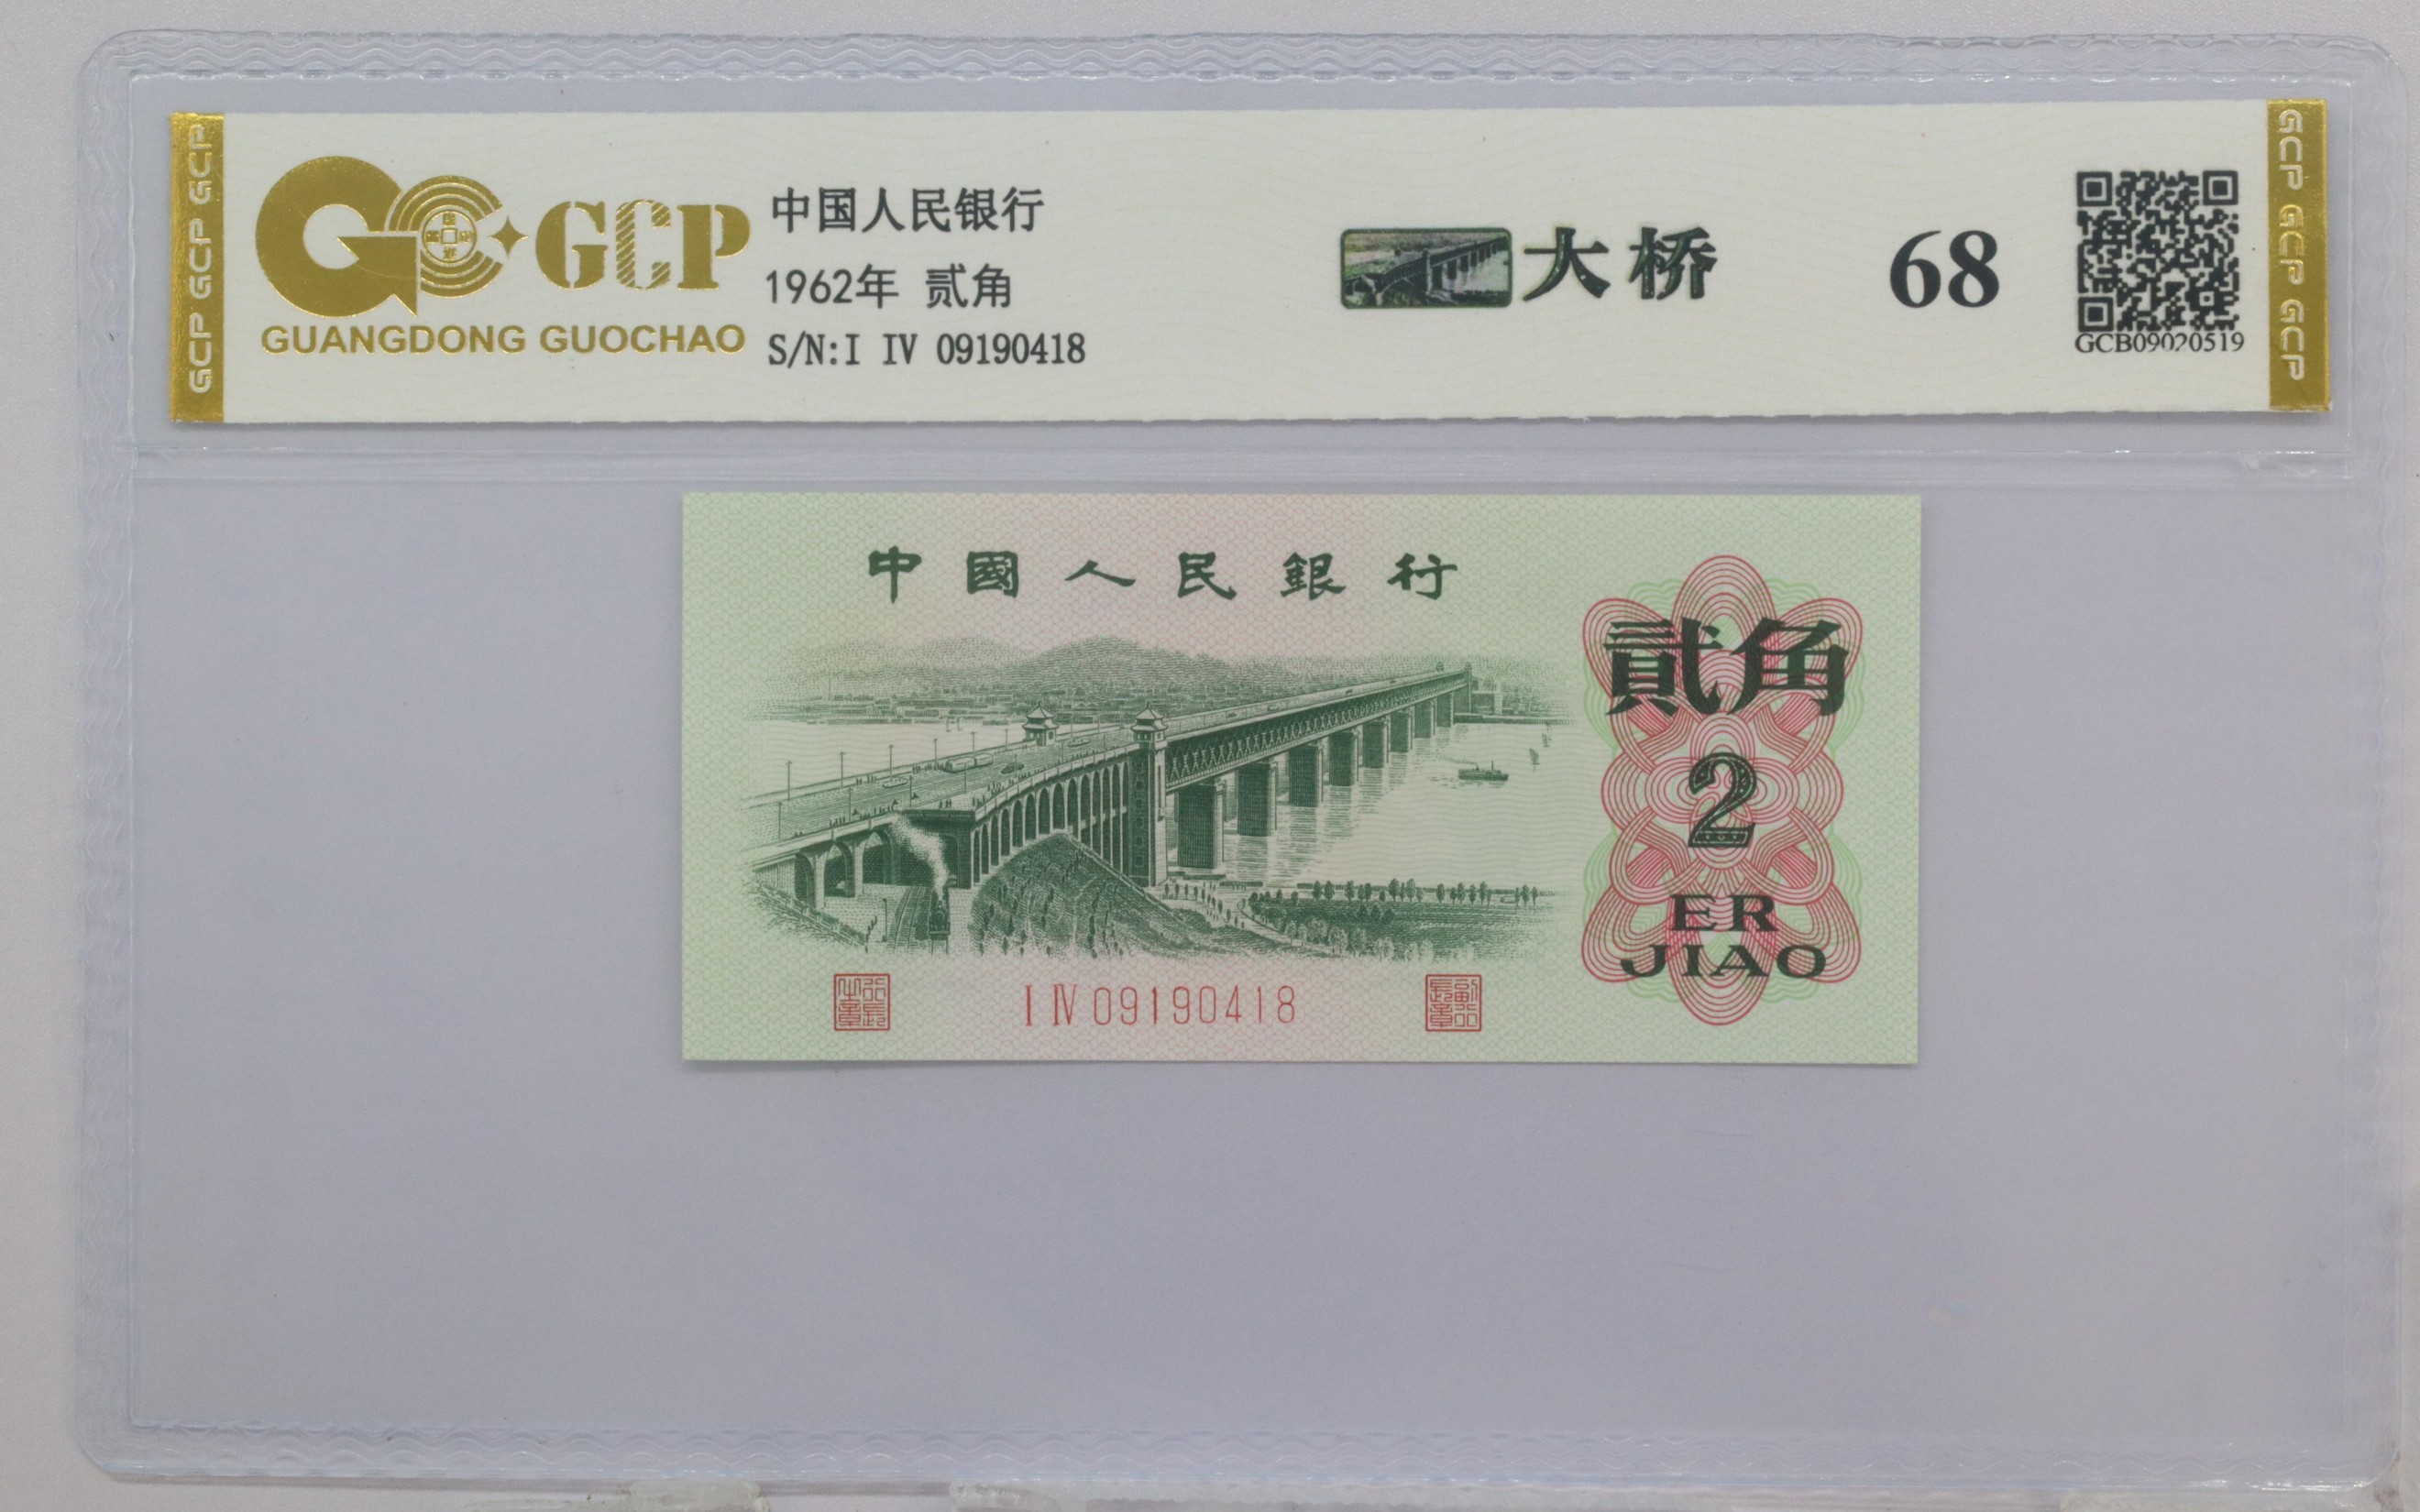 GCP GCP GCP
GCP
GUANGDONG GUOCHAO
中国人民银行
1962年 贰角
S/N:I IV 09190418
大桥
68
GCB09020519
GCP GCP GCP
中國人民銀行
貳角
2
ER
JIAO
I IV 09190418